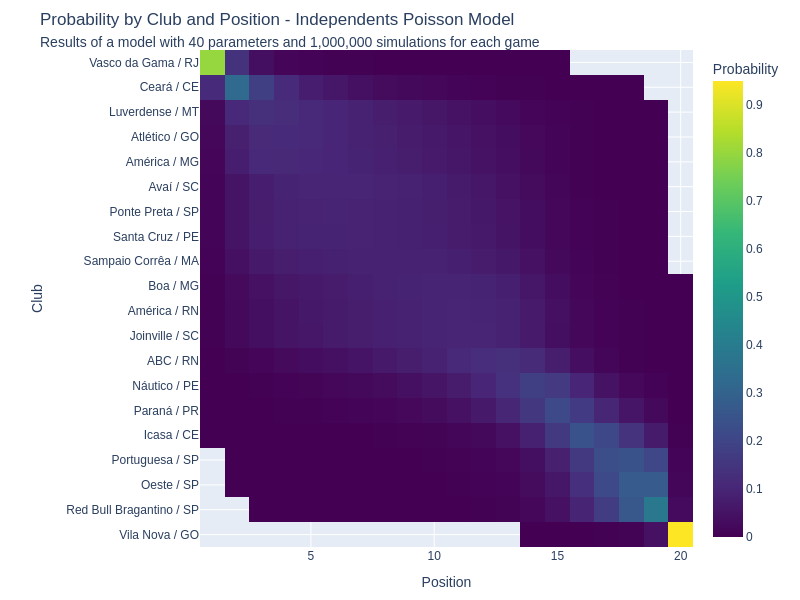 Probability by Club and Position - Independents Poisson Model
Results of a model with 40 parameters and 1,000,000 simulations for each game
Probability
Club
Vasco da Gama / RJ
Ceará / CE
Luverdense / MT
Atlético / GO
América / MG
Avaí / SC
Ponte Preta / SP
Santa Cruz / PE
Sampaio Corrêa / MA
Boa / MG
América / RN
Joinville / SC
ABC / RN
Náutico / PE
Paraná / PR
Icasa / CE
Portuguesa / SP
Oeste / SP
Red Bull Bragantino / SP
Vila Nova / GO
0.9
0.8
0.7
0.6
0.5
0.4
0.3
0.2
0.1
0
5 10 15 20
Position